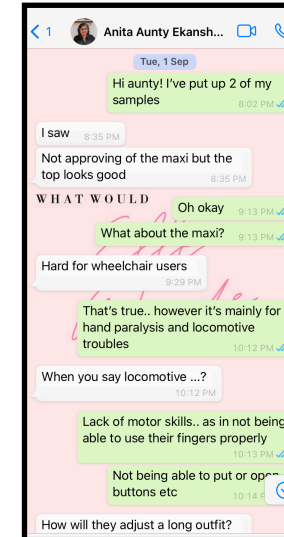 1 Anita Aunty Ekansh...
Tue, 1 Sep
Hi aunty! I've put up 2 of my
samples
8:02 PM
I saw 8:35 PM
Not approving of the maxi but the
top looks good
8:35 PM
WHAT WOULD
Oh okay 9:13 PM
What about the maxi? 9:13 PM
Hard for wheelchair users
9:29 PM
That's true.. however it's mainly for
hand paralysis and locomotive
troubles
10:12 PM
When you say locomotive ...?
10:12 PM
Lack of motor skills.. as in not being
able to use their fingers properly
10:13 PM
Not being able to put or open
buttons etc 10:14 P
How will they adjust a long outfit?